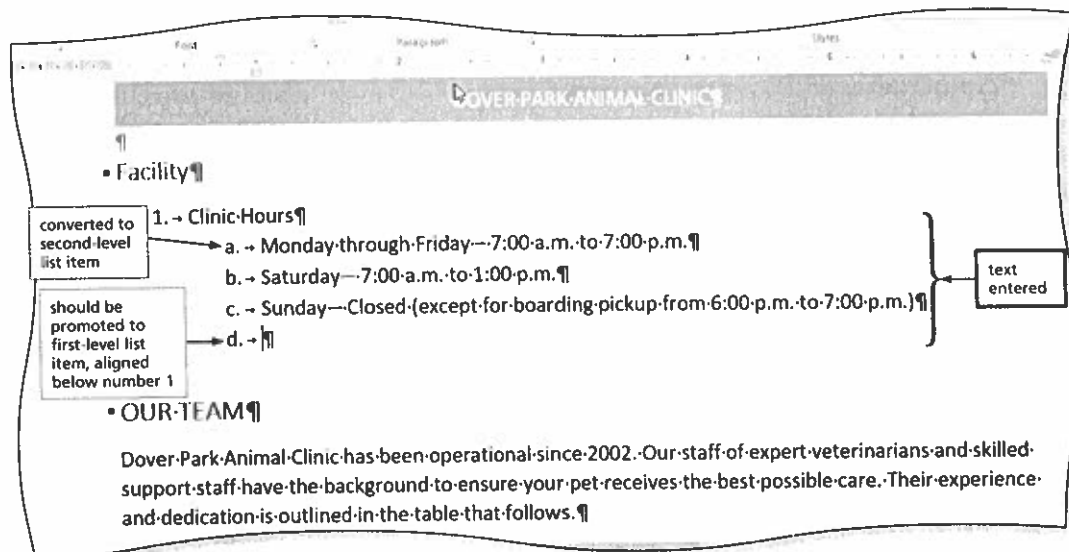 Font Paragraph Styles
DOVER·PARK·ANIMAL·CLINIC¶
¶
▪ Facility¶
1.→Clinic·Hours¶
converted to
second-level
list item
a.→Monday·through·Friday—·7:00·a.m.·to·7:00·p.m.¶
b.→Saturday—·7:00·a.m.·to·1:00·p.m.¶
c.→Sunday—Closed·(except·for·boarding·pickup·from·6:00·p.m.·to·7:00·p.m.)¶
d.→¶
text
entered
should be
promoted to
first-level list
item, aligned
below number 1
▪ OUR·TEAM¶
Dover·Park·Animal·Clinic·has·been·operational·since·2002.·Our·staff·of·expert·veterinarians·and·skilled·
support·staff·have·the·background·to·ensure·your·pet·receives·the·best·possible·care.·Their·experience·
and·dedication·is·outlined·in·the·table·that·follows.¶